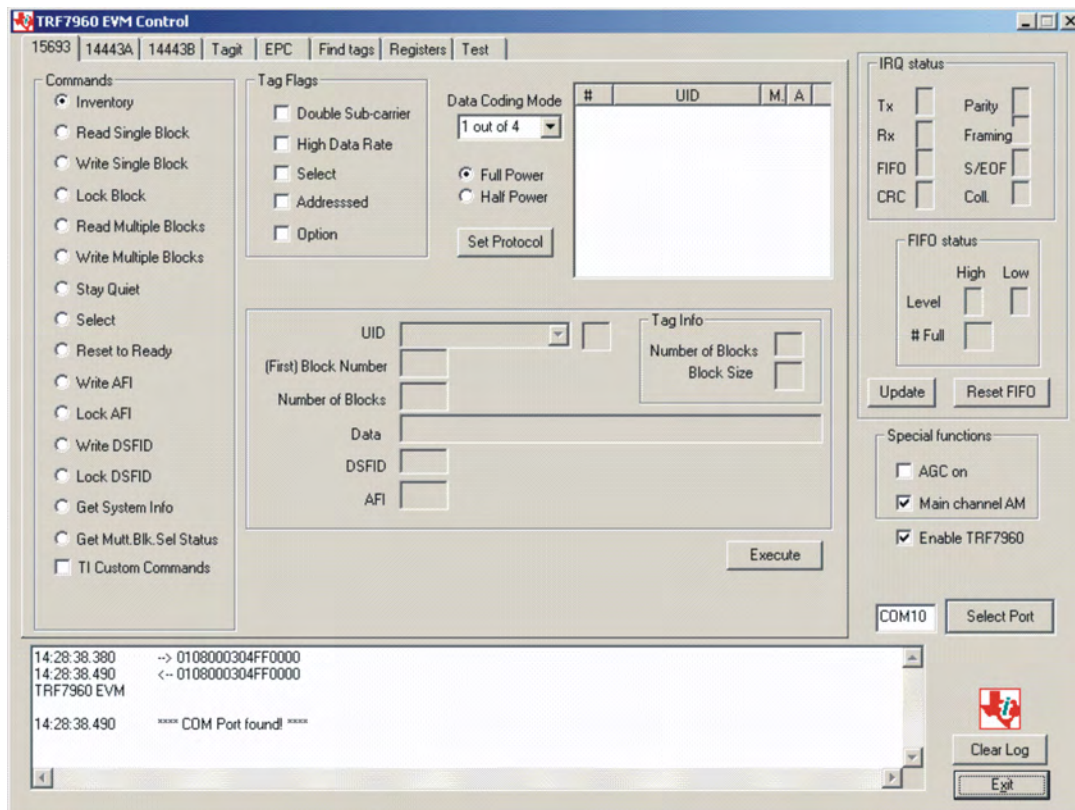 TRF7960 EVM Control
15693 14443A 14443B Tagit EPC Find tags Registers Test
Commands
Inventory
Read Single Block
Write Single Block
Lock Block
Read Multiple Blocks
Write Multiple Blocks
Stay Quiet
Select
Reset to Ready
Write AFI
Lock AFI
Write DSFID
Lock DSFID
Get System Info
Get Mutt.Blk.Sel Status
TI Custom Commands
Tag Flags
Double Sub-carrier
High Data Rate
Select
Addresssed
Option
Data Coding Mode
1 out of 4
Full Power
Half Power
Set Protocol
# UID M. A
UID
(First) Block Number
Number of Blocks
Data
DSFID
AFI
Tag Info
Number of Blocks
Block Size
Execute
IRQ status
Tx Parity
Rx Framing
FIFO S/EOF
CRC Coll.
FIFO status
High Low
Level
# Full
Update Reset FIFO
Special functions
AGC on
Main channel AM
Enable TRF7960
COM10 Select Port
14:28:38.380 --> 0108000304FF0000
14:28:38.490 <-- 0108000304FF0000
TRF7960 EVM
14:28:38.490 **** COM Port found! ****
Clear Log
Exit